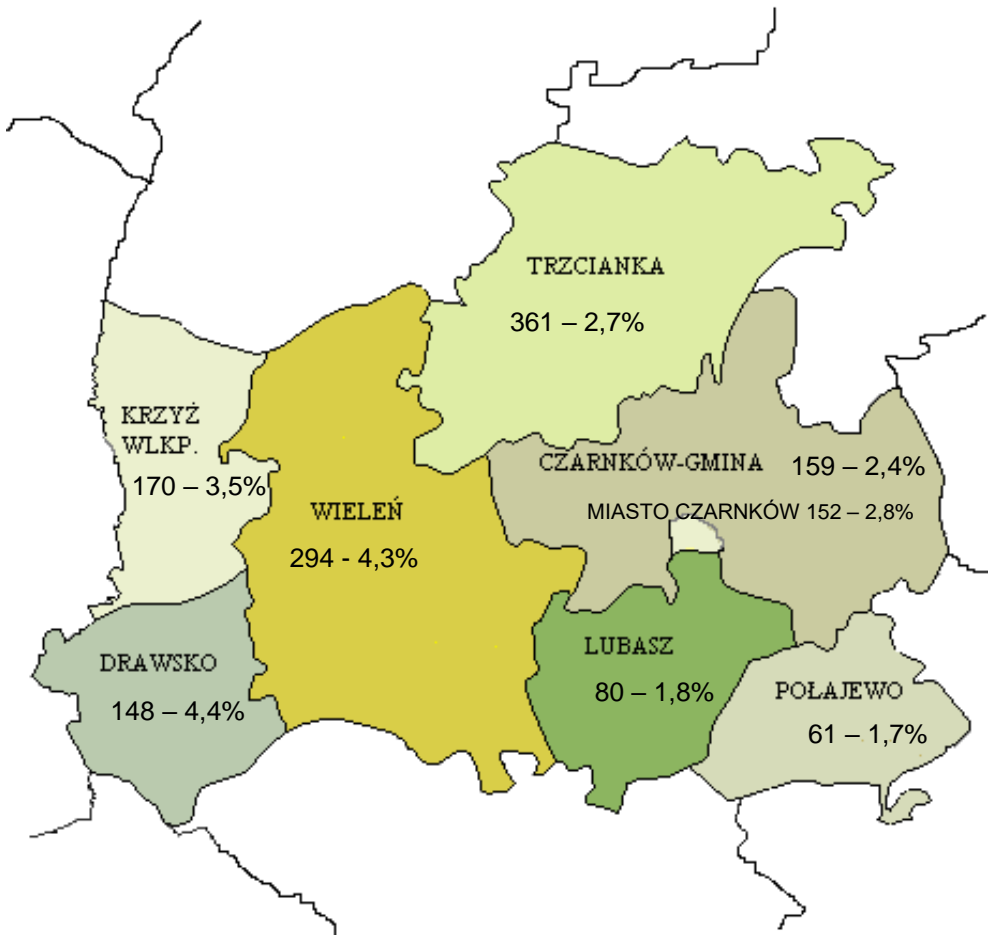 TRZCIANKA
361 – 2,7%
KRZYŻ
WLKP.
170 – 3,5%
WIELEŃ
294 - 4,3%
CZARNKÓW-GMINA 159 – 2,4%
MIASTO CZARNKÓW 152 – 2,8%
DRAWSKO
148 – 4,4%
LUBASZ
80 – 1,8%
POŁAJEWO
61 – 1,7%